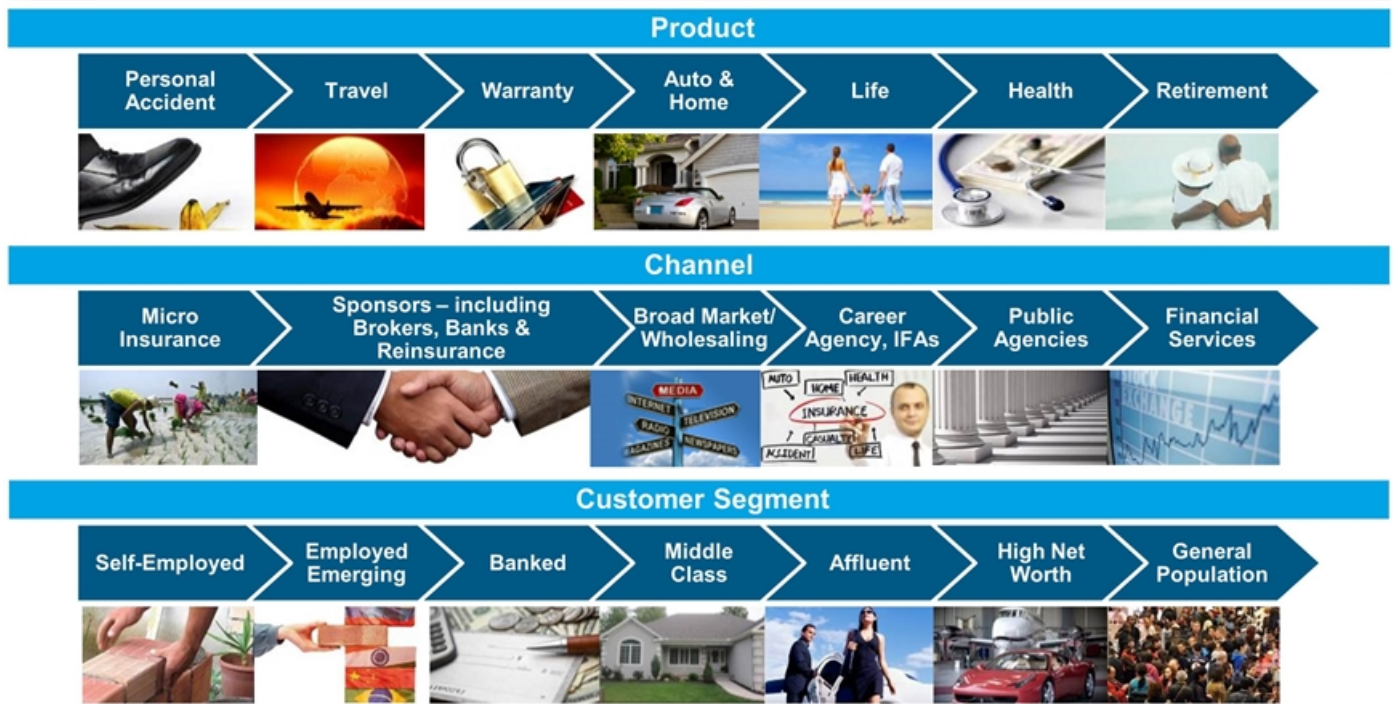 Product
Personal
Accident
Travel
Warranty
Auto &
Home
Life
Health
Retirement
Channel
Micro
Insurance
Sponsors – including
Brokers, Banks &
Reinsurance
Broad Market/
Wholesaling
Career
Agency, IFAs
Public
Agencies
Financial
Services
MEDIA
INTERNET
TELEVISION
RADIO
NEWSPAPERS
AUTO
HOME
HEALTH
INSURANCE
CASUALTY
ACCIDENT
LIFE
EXCHANGE
Customer Segment
Self-Employed
Employed
Emerging
Banked
Middle
Class
Affluent
High Net
Worth
General
Population